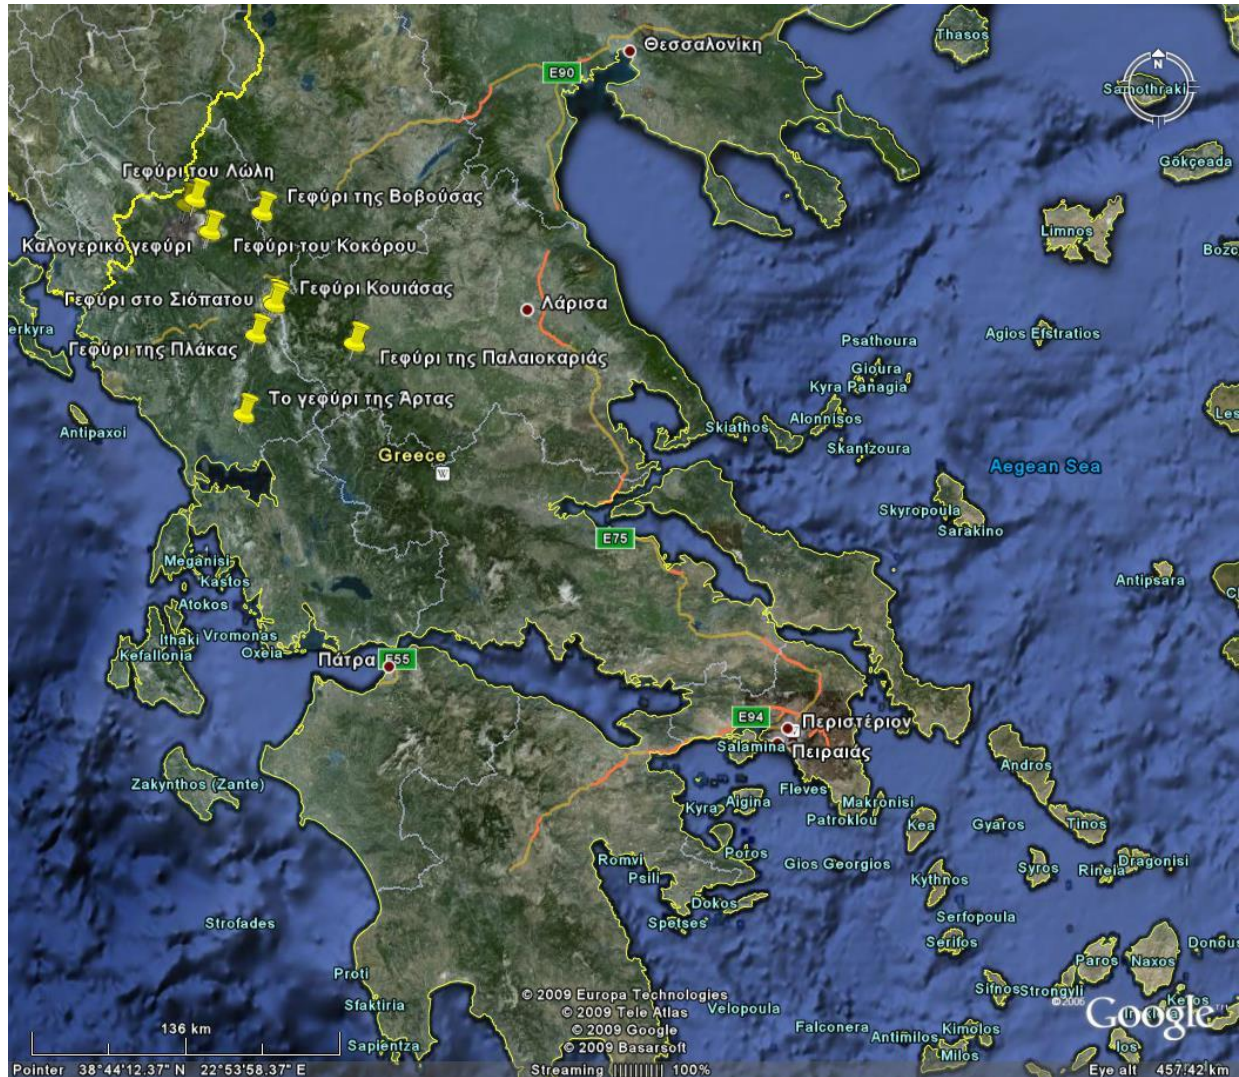 Θεσσαλονίκη
Thasos
E90
N
Samothraki
Gökçeada
Γεφύρι του Λώλη
Γεφύρι της Βοβούσας
Limnos
Καλογερικό γεφύρι
Γεφύρι του Κοκόρου
Γεφύρι στο Σιόπατου
Γεφύρι Κουιάσας
Λάρισα
Agios Efstratios
Psathoura
Γεφύρι της Πλάκας
Γεφύρι της Παλαιοκαριάς
Gioura
Kyra Panagia
Το γεφύρι της Άρτας
Antipaxoi
Skiathos
Alonnisos
Skantzoura
Greece
W
Aegean Sea
Skyropoula
Sarakino
E75
Meganisi
Kastos
Antipsara
Atokos
Ithaki
Vromonas
Kefallonia
Oxeia
Πάτρα
E55
E94
Περιστέριον
Salamina
Πειραιάς
Zakynthos (Zante)
Andros
Fleves
Kyra
Aigina
Makronisi
Patroklou
Kea
Gyaros
Tinos
Romvi
Poros
Gios Georgios
Psili
Kythnos
Syros
Rineia
Dragonisi
Dokos
Spetses
Strofades
Serfopoula
Serifos
Paros
Naxos
Proti
Sifnos
Strongyli
Sfaktiria
© 2009 Europa Technologies
© 2009 Tele Atlas
© 2009 Google
© 2009 Basarsoft
Velopoula
Google
136 km
Falconera
Antimilos
Kimolos
Sapientza
Milos
Ios
Pointer 38°44'12.37" N 22°53'58.37" E
Streaming 100%
Eye alt 457.42 km